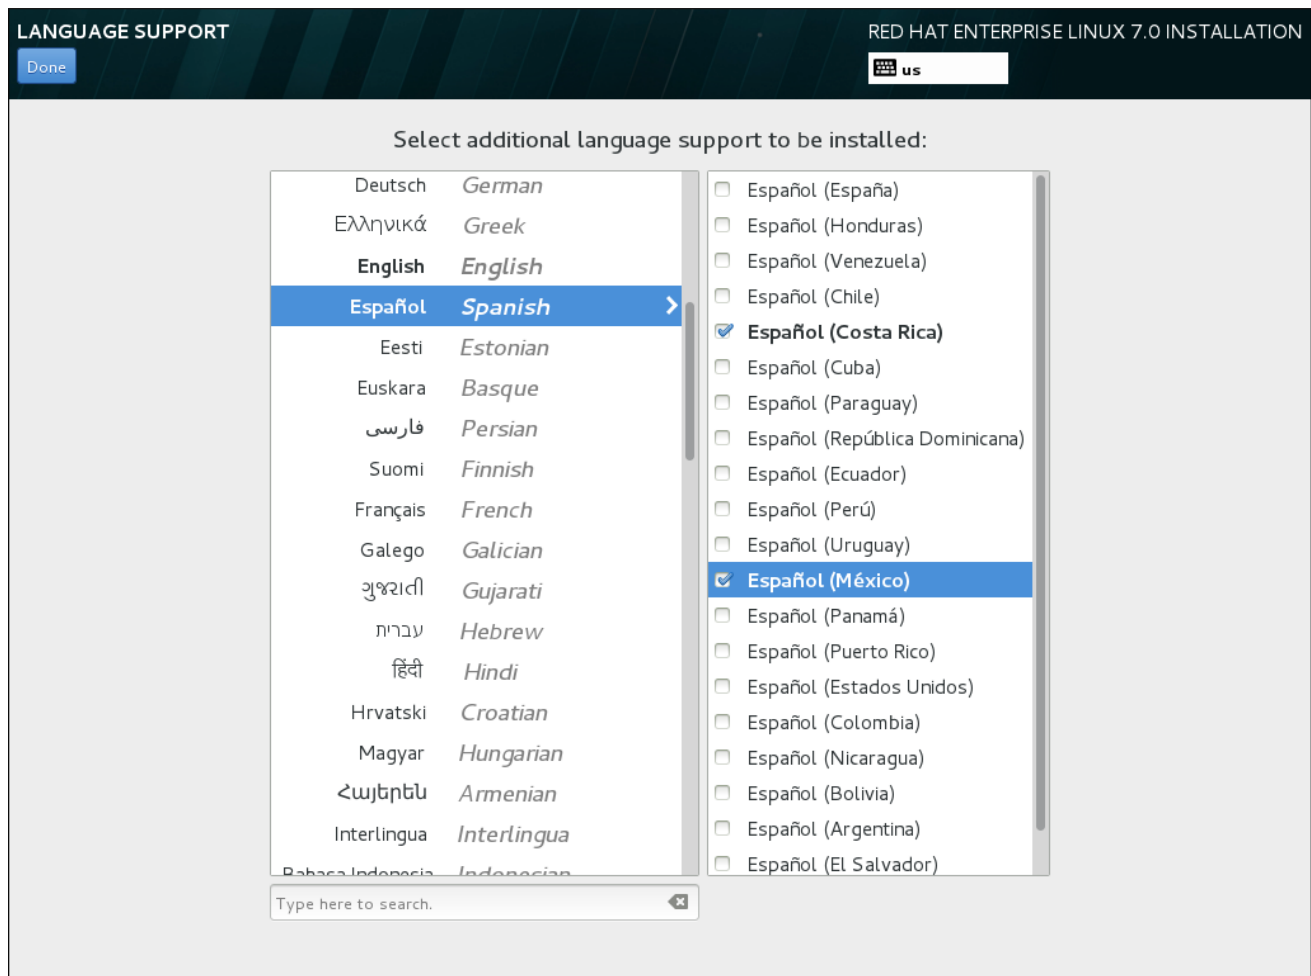 LANGUAGE SUPPORT
RED HAT ENTERPRISE LINUX 7.0 INSTALLATION
Done
us
Select additional language support to be installed:
Deutsch German
Ελληνικά Greek
English English
Español Spanish
Eesti Estonian
Euskara Basque
فارسی Persian
Suomi Finnish
Français French
Galego Galician
ગુજરાતી Gujarati
עברית Hebrew
हिंदी Hindi
Hrvatski Croatian
Magyar Hungarian
Հայերեն Armenian
Interlingua Interlingua
Bahasa Indonesia Indonesian
Español (España)
Español (Honduras)
Español (Venezuela)
Español (Chile)
Español (Costa Rica)
Español (Cuba)
Español (Paraguay)
Español (República Dominicana)
Español (Ecuador)
Español (Perú)
Español (Uruguay)
Español (México)
Español (Panamá)
Español (Puerto Rico)
Español (Estados Unidos)
Español (Colombia)
Español (Nicaragua)
Español (Bolivia)
Español (Argentina)
Español (El Salvador)
Type here to search.